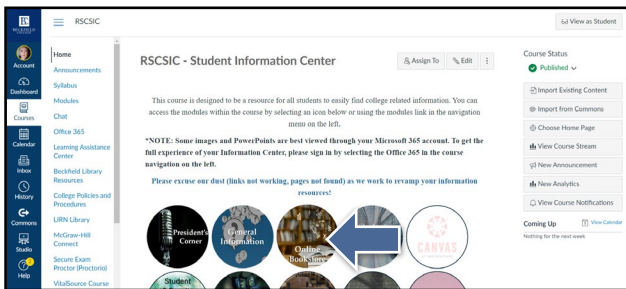 BECKFIELD
RSCSIC
View as Student
Account
Dashboard
Courses
Calendar
Inbox
History
Commons
Studio
Help
Home
Announcements
Syllabus
Modules
Chat
Office 365
Learning Assistance
Center
Beckfield Library
Resources
College Policies and
Procedures
LIRN Library
McGraw-Hill
Connect
Secure Exam
Proctor (Proctorio)
VitalSource Course
RSCSIC - Student Information Center
Assign To
Edit
This course is designed to be a resource for all students to easily find college related information. You can
access the modules within the course by selecting an icon below or using the modules link in the navigation
menu on the left.
*NOTE: Some images and PowerPoints are best viewed through your Microsoft 365 account. To get the
full experience of your Information Center, please sign in by selecting the Office 365 in the course
navigation on the left.
Please excuse our dust (links not working, pages not found) as we work to revamp your information
resources!
President's
Corner
General
Information
Online
Bookstore
CANVAS
Student
Course Status
Published
Import Existing Content
Import from Commons
Choose Home Page
View Course Stream
New Announcement
New Analytics
View Course Notifications
Coming Up
View Calendar
Nothing for the next week